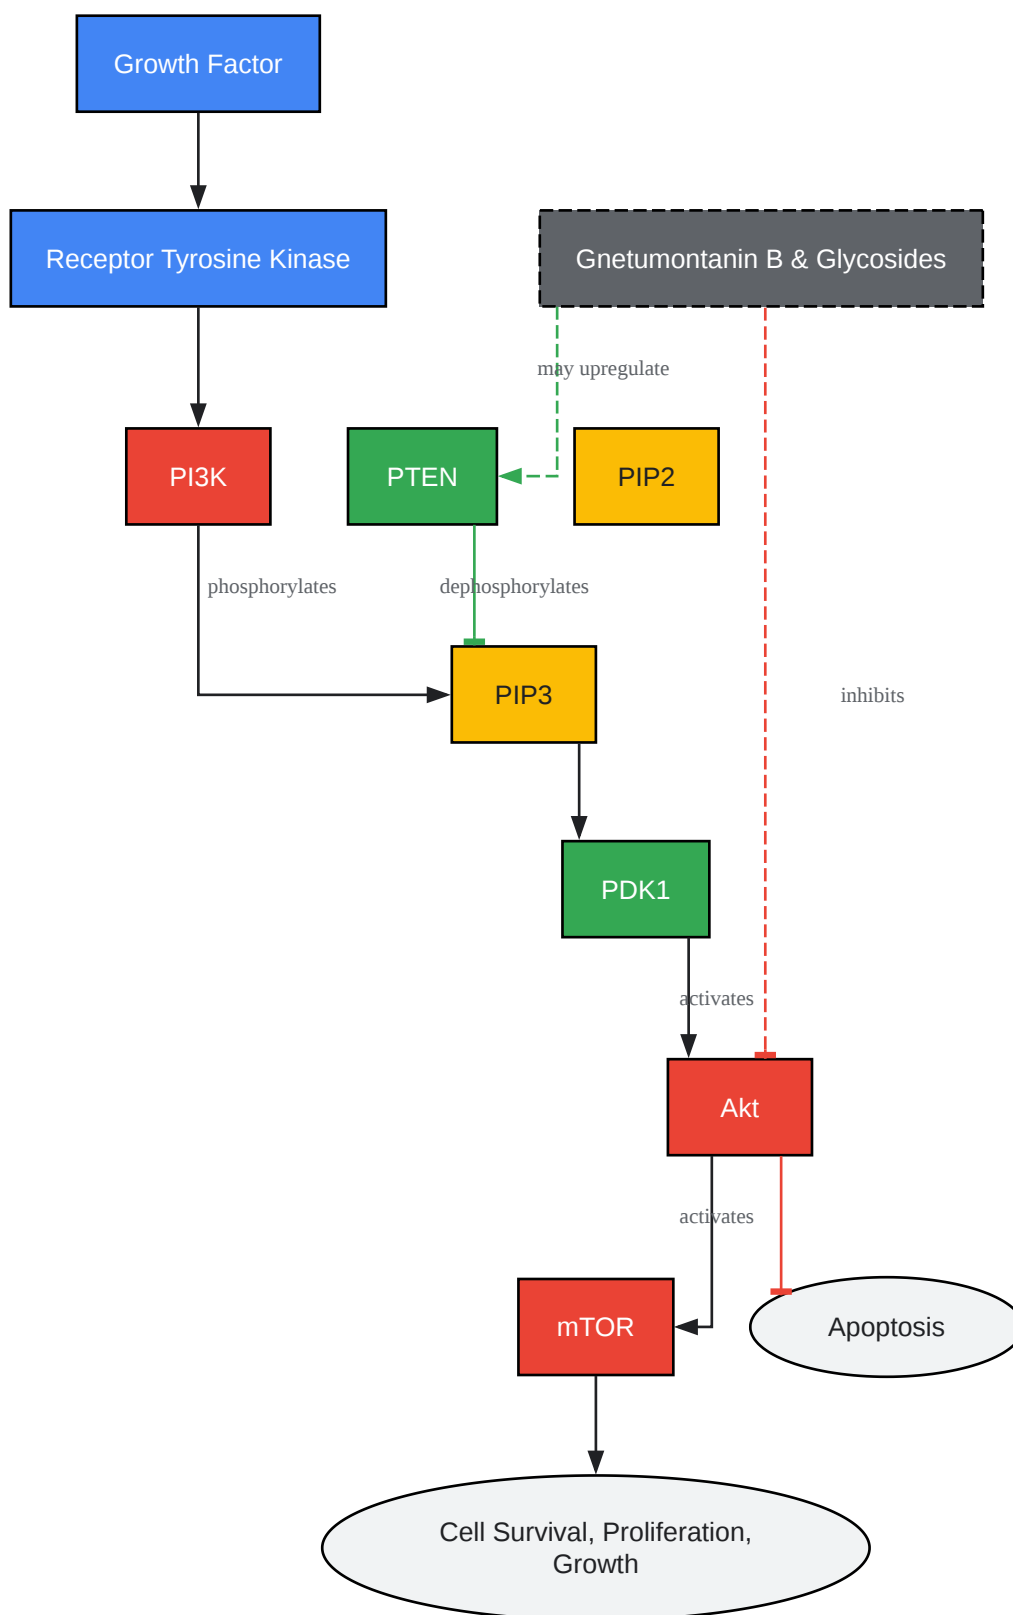 Growth Factor
Receptor Tyrosine Kinase
Gnetumontanin B & Glycosides
may upregulate
PI3K
PTEN
PIP2
phosphorylates
dephosphorylates
PIP3
inhibits
PDK1
activates
Akt
activates
mTOR
Apoptosis
Cell Survival, Proliferation,
Growth